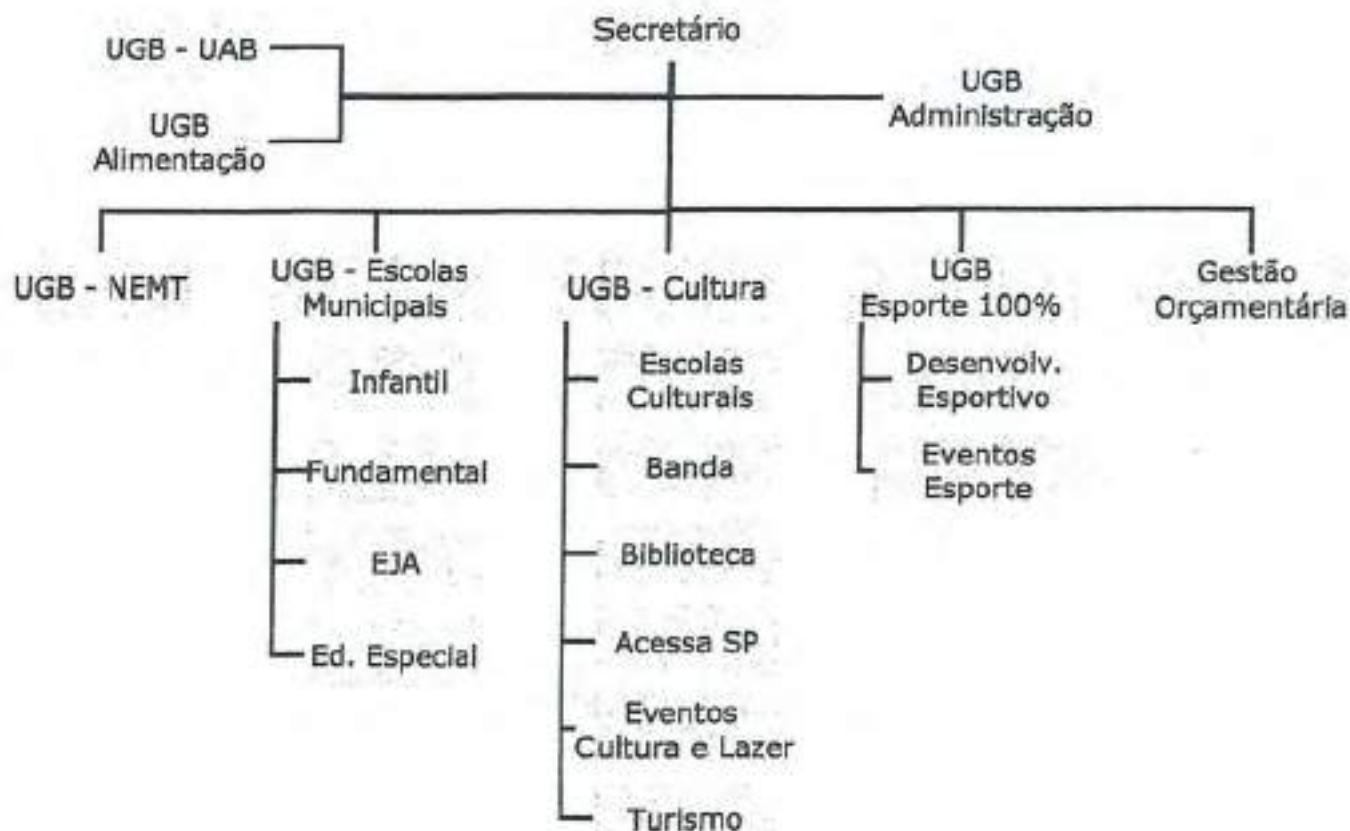 Secretário
UGB - UAB
UGB
Alimentação
UGB
Administração
UGB - NEMT
UGB - Escolas
Municipais
Infantil
Fundamental
EJA
Ed. Especial
UGB - Cultura
Escolas
Culturais
Banda
Biblioteca
Acessa SP
Eventos
Cultura e Lazer
Turismo
UGB
Esporte 100%
Desenvolv.
Esportivo
Eventos
Esporte
Gestão
Orçamentária